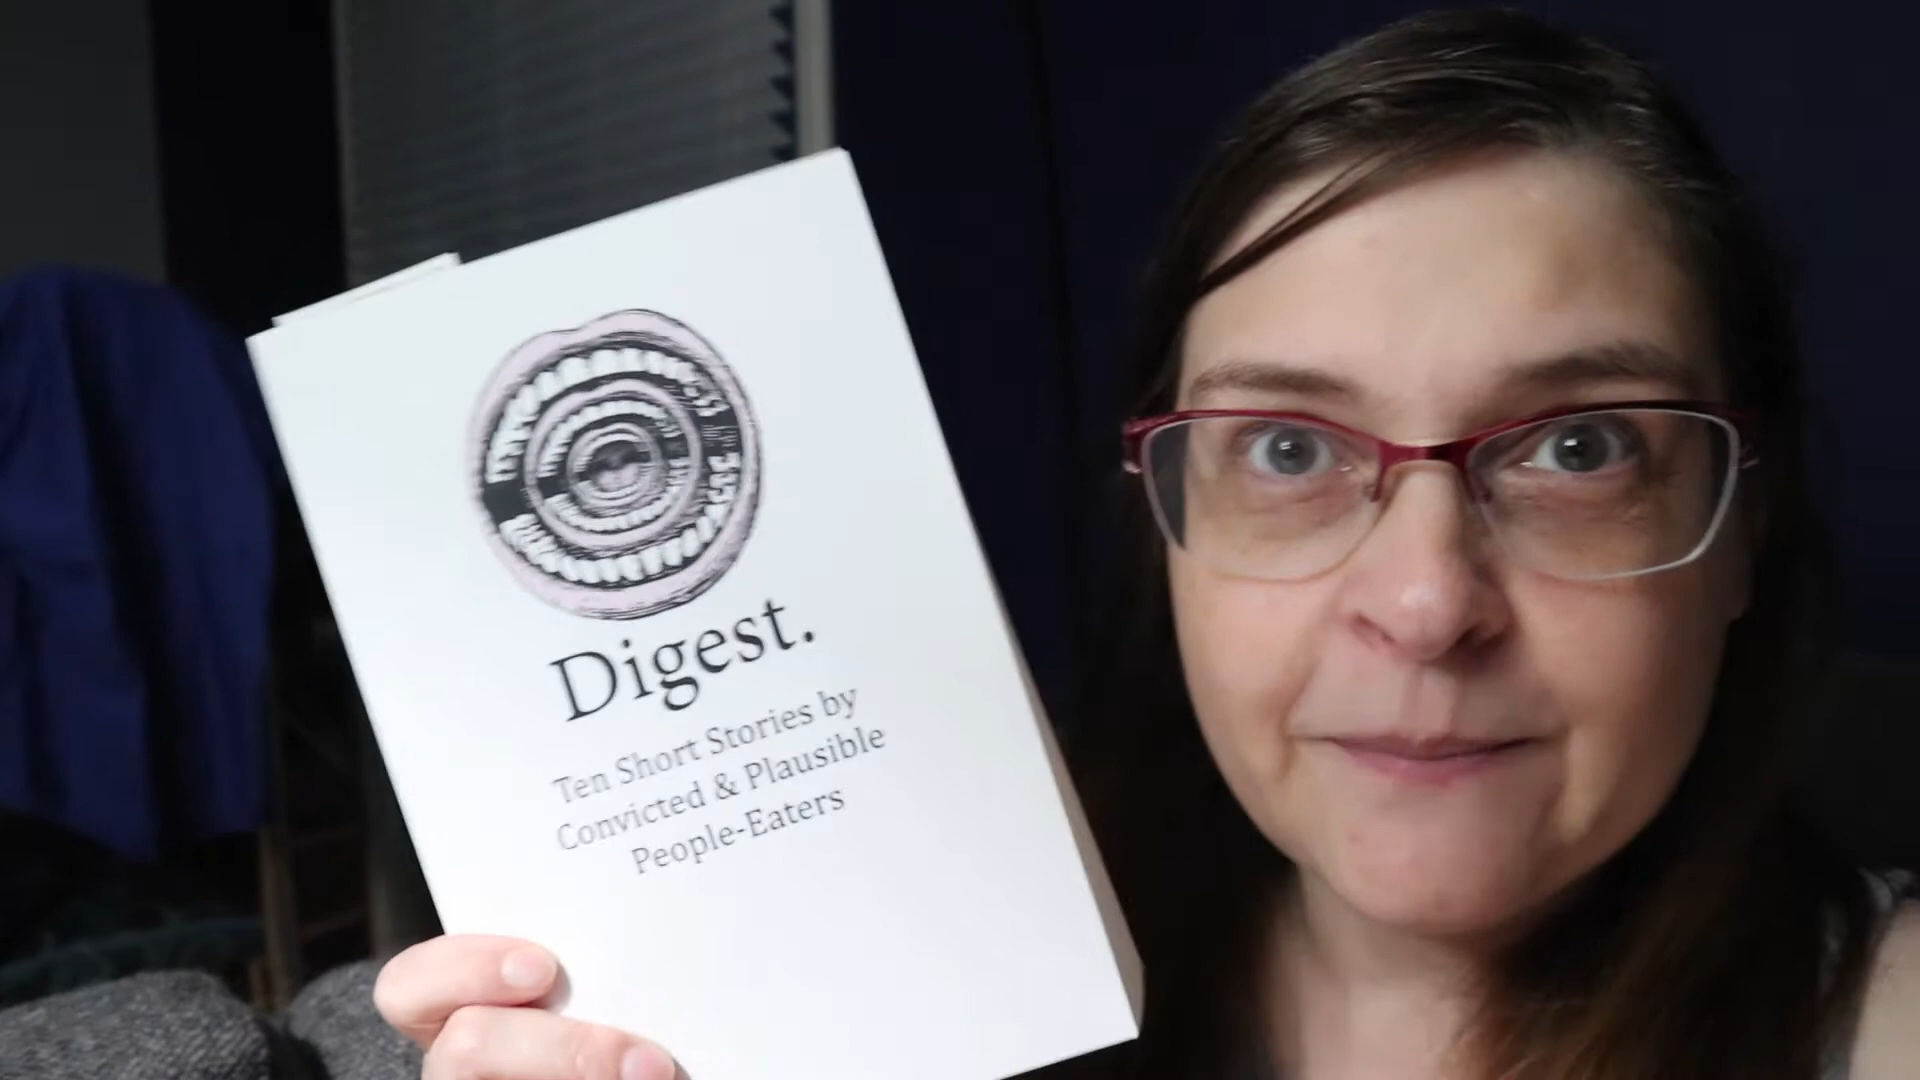 Digest.
Ten Short Stories by
Convicted & Plausible
People-Eaters